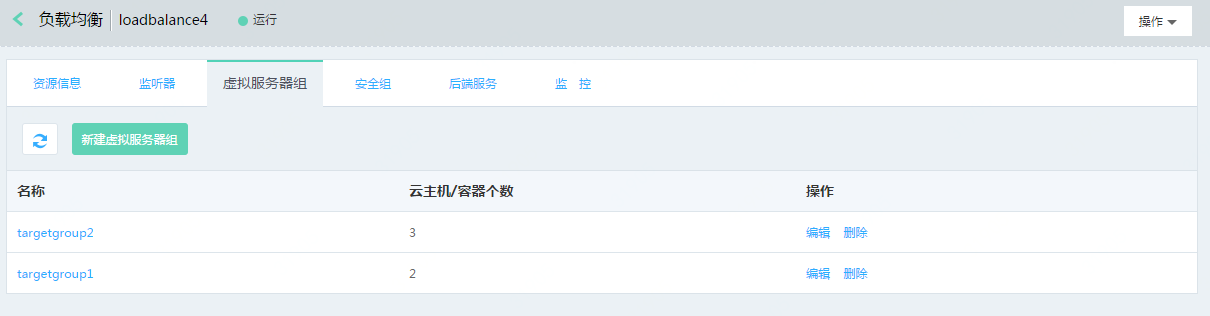 负载均衡 loadbalance4 运行 操作
资源信息 监听器 虚拟服务器组 安全组 后端服务 监 控
新建虚拟服务器组
名称 云主机/容器个数 操作
targetgroup2 3 编辑 删除
targetgroup1 2 编辑 删除